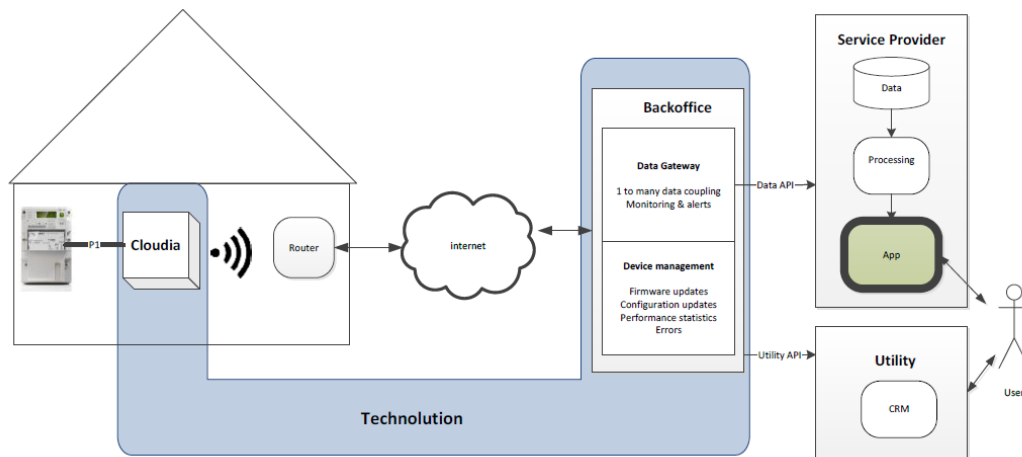 Service Provider
Data
Processing
App
Backoffice
Data Gateway
1 to many data coupling
Monitoring & alerts
Data API
P1
Cloudia
Router
internet
Device management
Firmware updates
Configuration updates
Performance statistics
Errors
Utility API
Utility
CRM
User
Technolution